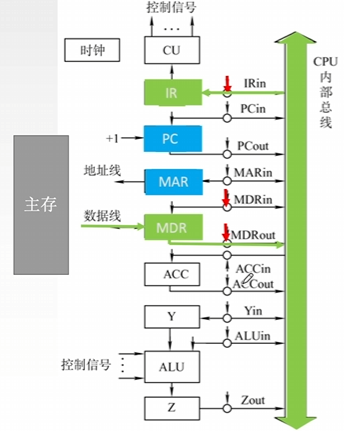 控制信号
时钟
CU
CPU
内
部
总
线
IR
IRin
PCin
+1
PC
PCout
地址线
MAR
MARin
主存
MDRin
数据线
MDR
MDRout
ACC
ACCin
ACCout
Y
Yin
ALUin
控制信号
ALU
Z
Zout